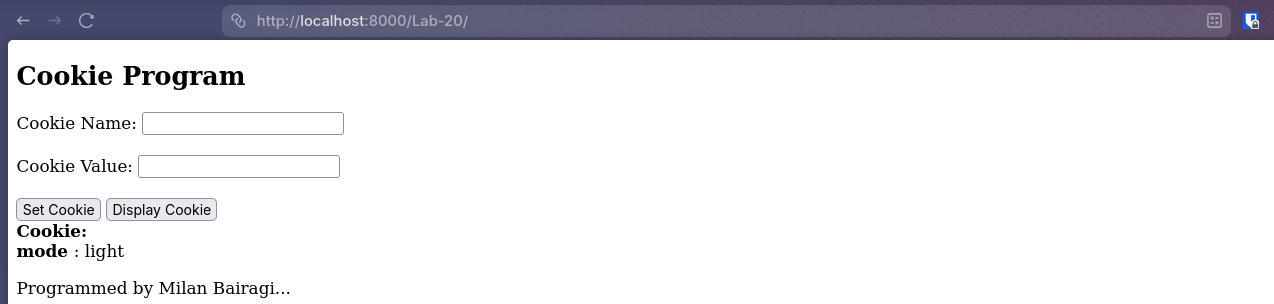 http://localhost:8000/Lab-20/
Cookie Program
Cookie Name:
Cookie Value:
Set Cookie Display Cookie
Cookie:
mode : light
Programmed by Milan Bairagi...